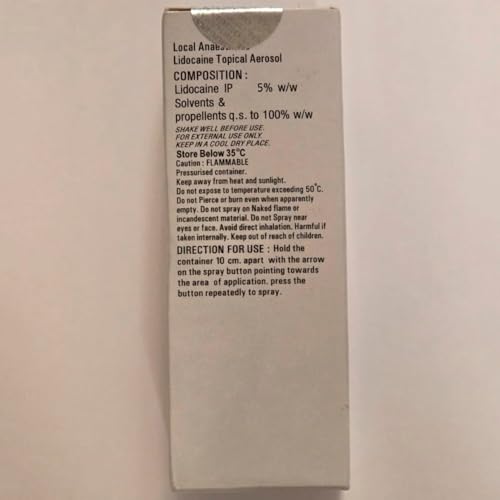 Local
Lidocaine Topical Aerosol
COMPOSITION :
Lidocaine IP 5% w/w
Solvents &
propellents q.s. to 100% w/w
SHAKE WELL BEFORE USE.
FOR EXTERNAL USE ONLY.
KEEP IN A COOL DRY PLACE.
Store Below 35°C
Caution : FLAMMABLE
Pressurised container.
Keep away from heat and sunlight.
Do not expose to temperature exceeding 50°C.
Do not Pierce or burn even when apparently
empty. Do not spray on Naked flame or
incandescent material. Do not Spray near
eyes or face. Avoid direct inhalation. Harmful if
taken internally. Keep out of reach of children.
DIRECTION FOR USE : Hold the
container 10 cm. apart with the arrow
on the spray button pointing towards
the area of application, press the
button repeatedly to spray.